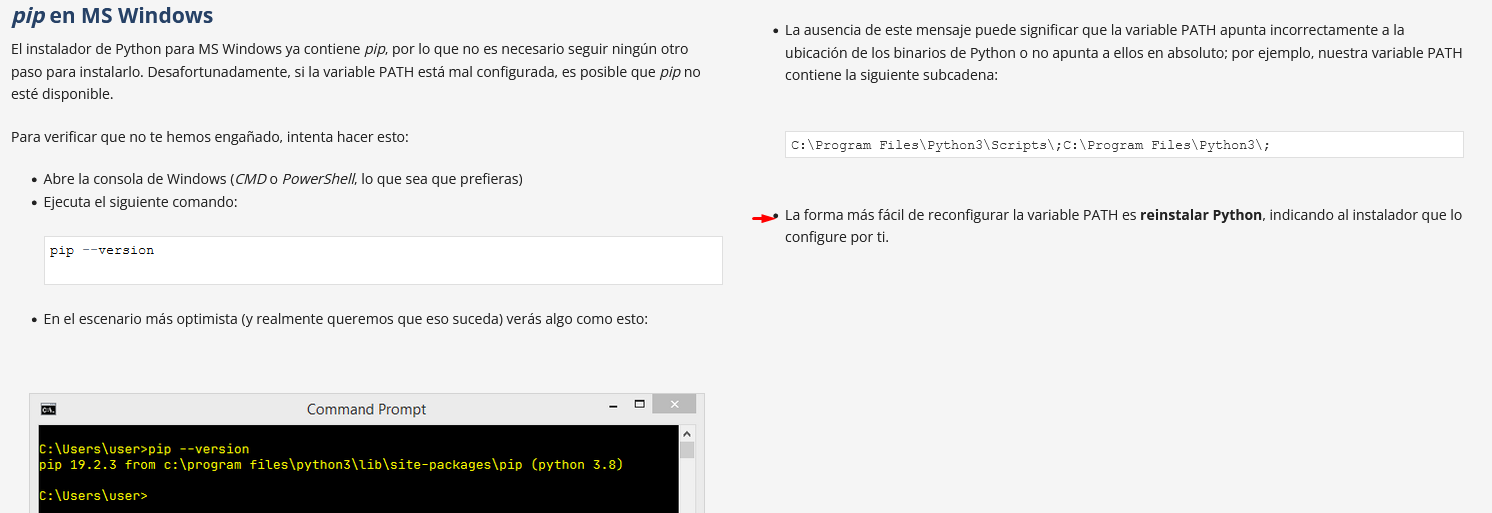 pip en MS Windows
El instalador de Python para MS Windows ya contiene pip, por lo que no es necesario seguir ningún otro
paso para instalarlo. Desafortunadamente, si la variable PATH está mal configurada, es posible que pip no
esté disponible.
Para verificar que no te hemos engañado, intenta hacer esto:
• Abre la consola de Windows (CMD o PowerShell, lo que sea que prefieras)
• Ejecuta el siguiente comando:
pip --version
• En el escenario más optimista (y realmente queremos que eso suceda) verás algo como esto:
Command Prompt
C:\Users\user>pip --version
pip 19.2.3 from c:\program files\python3\lib\site-packages\pip (python 3.8)
C:\Users\user>
• La ausencia de este mensaje puede significar que la variable PATH apunta incorrectamente a la
ubicación de los binarios de Python o no apunta a ellos en absoluto; por ejemplo, nuestra variable PATH
contiene la siguiente subcadena:
C:\Program Files\Python3\Scripts\;C:\Program Files\Python3\;
• La forma más fácil de reconfigurar la variable PATH es reinstalar Python, indicando al instalador que lo
configure por ti.